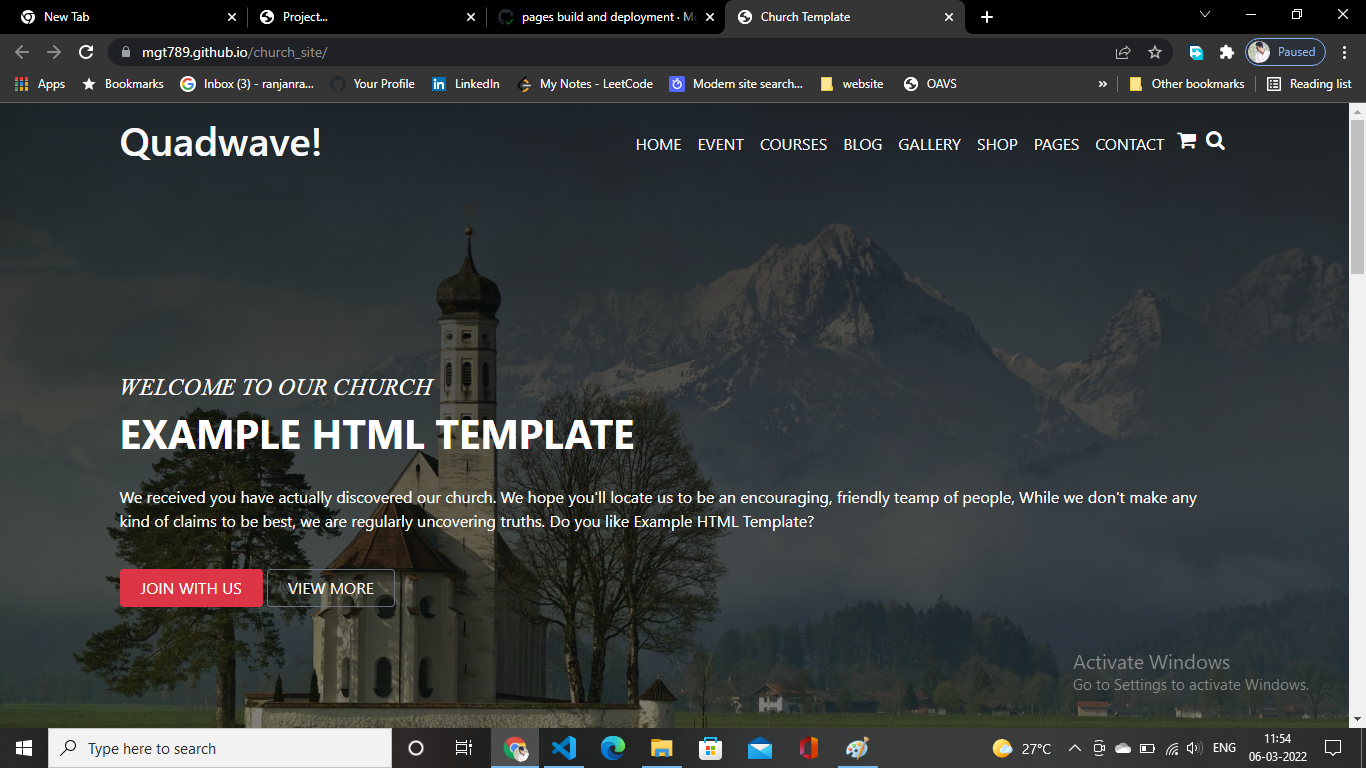 New Tab
Project...
pages build and deployment · M
Church Template
mgt789.github.io/church_site/
Paused
Apps
Bookmarks
Inbox (3) - ranjanra...
Your Profile
LinkedIn
My Notes - LeetCode
Modern site search...
website
OAVS
»
Other bookmarks
Reading list
Quadwave!
HOME EVENT COURSES BLOG GALLERY SHOP PAGES CONTACT
WELCOME TO OUR CHURCH
EXAMPLE HTML TEMPLATE
We received you have actually discovered our church. We hope you'll locate us to be an encouraging, friendly teamp of people, While we don't make any
kind of claims to be best, we are regularly uncovering truths. Do you like Example HTML Template?
JOIN WITH US
VIEW MORE
Activate Windows
Go to Settings to activate Windows.
Type here to search
27°C
ENG
11:54
06-03-2022